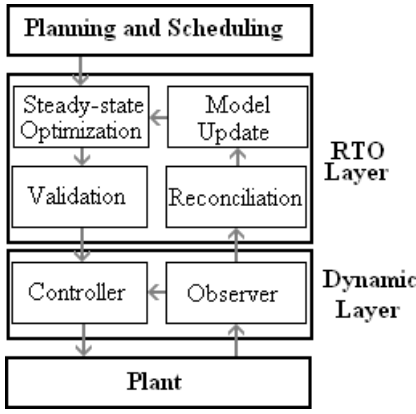 Planning and Scheduling
Steady-state
Optimization
Model
Update
RTO
Layer
Validation
Reconciliation
Controller
Observer
Dynamic
Layer
Plant